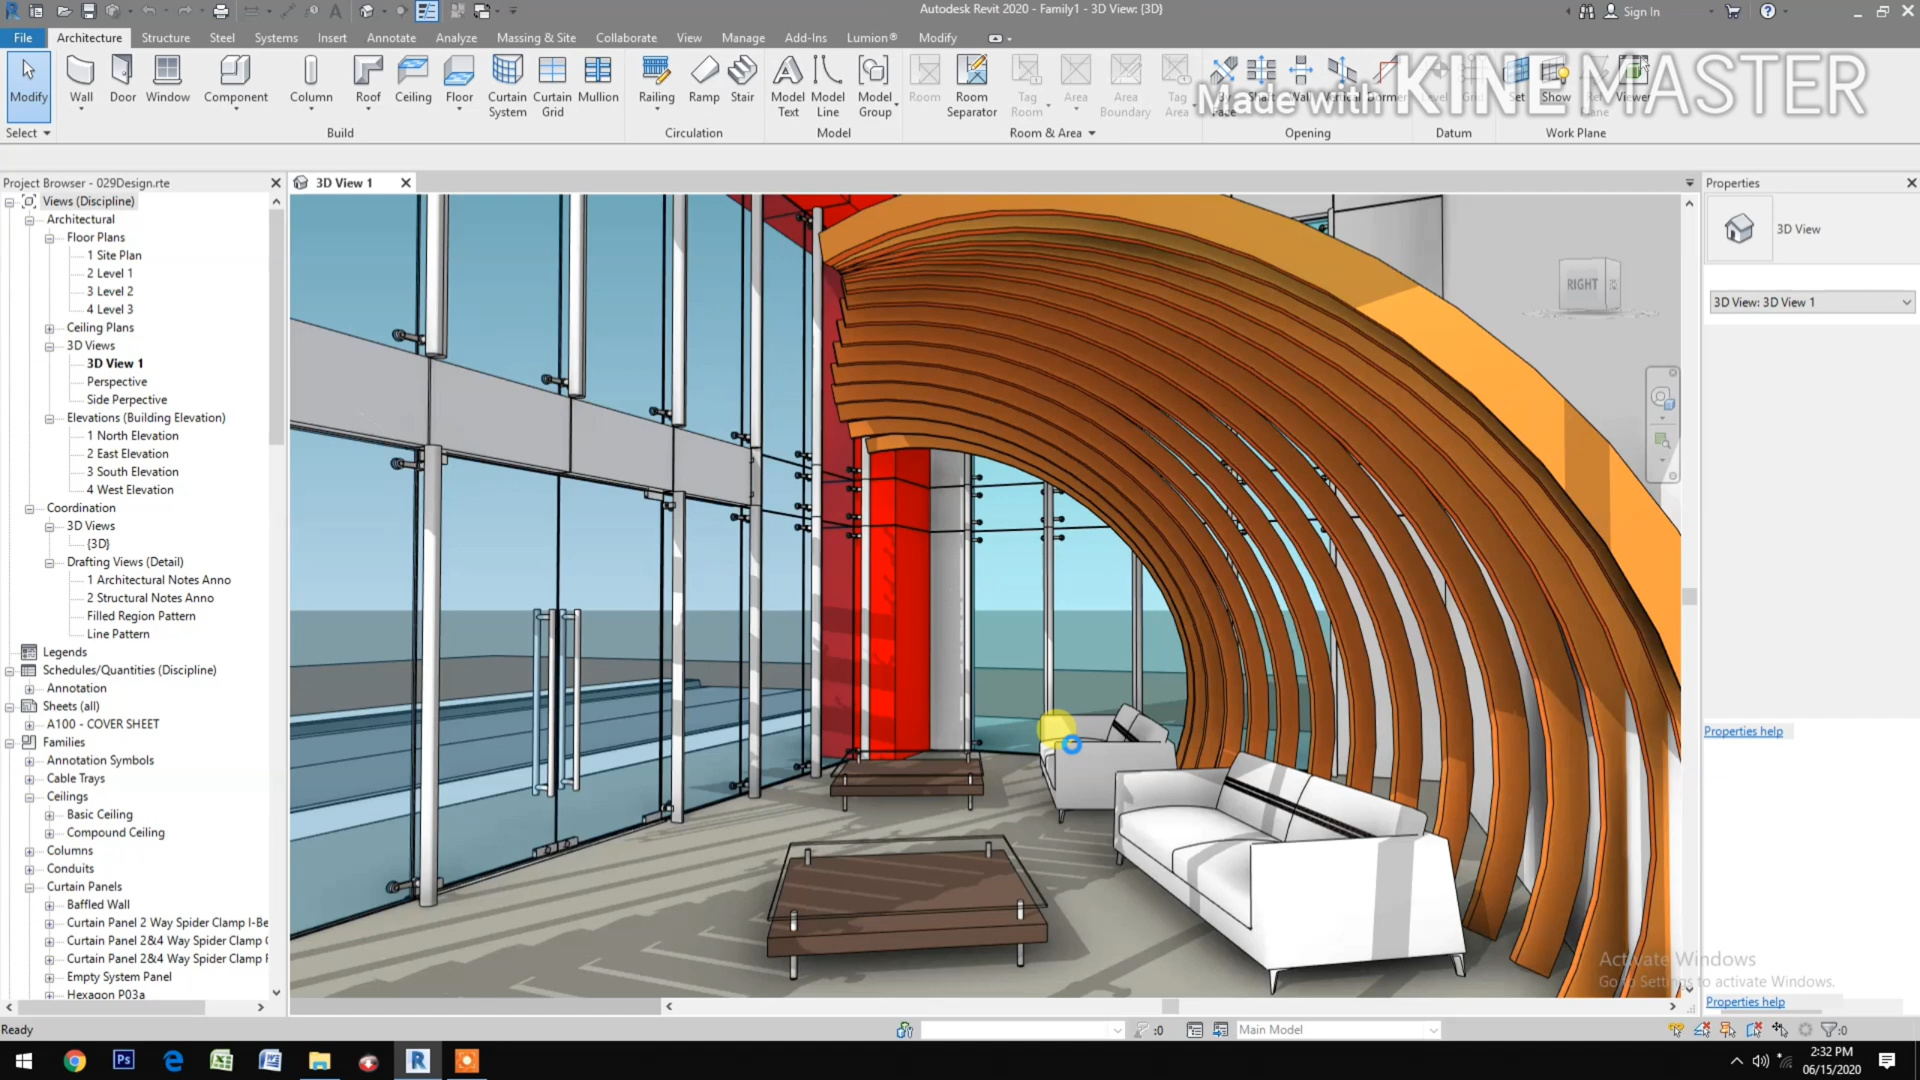 Autodesk Revit 2020 - Family1 - 3D View: {3D}
Sign In
File
Architecture
Structure
Steel
Systems
Insert
Annotate
Analyze
Massing & Site
Collaborate
View
Manage
Add-Ins
Lumion®
Modify
Modify
Wall
Door
Window
Component
Column
Roof
Ceiling
Floor
Curtain System
Curtain Grid
Mullion
Railing
Ramp
Stair
Model Text
Model Line
Model Group
Room
Room Separator
Tag Room
Area
Area Boundary
Tag Area
Set
Show
Viewer
Made with KINEMASTER
Select
Build
Circulation
Model
Room & Area
Opening
Datum
Work Plane
Project Browser - 029Design.rte
3D View 1
Properties
Views (Discipline)
Architectural
Floor Plans
1 Site Plan
2 Level 1
3 Level 2
4 Level 3
Ceiling Plans
3D Views
3D View 1
Perspective
Side Perpective
Elevations (Building Elevation)
1 North Elevation
2 East Elevation
3 South Elevation
4 West Elevation
Coordination
3D Views
{3D}
Drafting Views (Detail)
1 Architectural Notes Anno
2 Structural Notes Anno
Filled Region Pattern
Line Pattern
Legends
Schedules/Quantities (Discipline)
Annotation
Sheets (all)
A100 - COVER SHEET
Families
Annotation Symbols
Cable Trays
Ceilings
Basic Ceiling
Compound Ceiling
Columns
Conduits
Curtain Panels
Baffled Wall
Curtain Panel 2 Way Spider Clamp I-Be
Curtain Panel 2&4 Way Spider Clamp
Curtain Panel 2&4 Way Spider Clamp
Empty System Panel
Hexagon P03a
RIGHT
3D View
3D View: 3D View 1
Properties help
Activate Windows
Go to Settings to activate Windows.
Properties help
Ready
:0
Main Model
:0
2:32 PM
06/15/2020